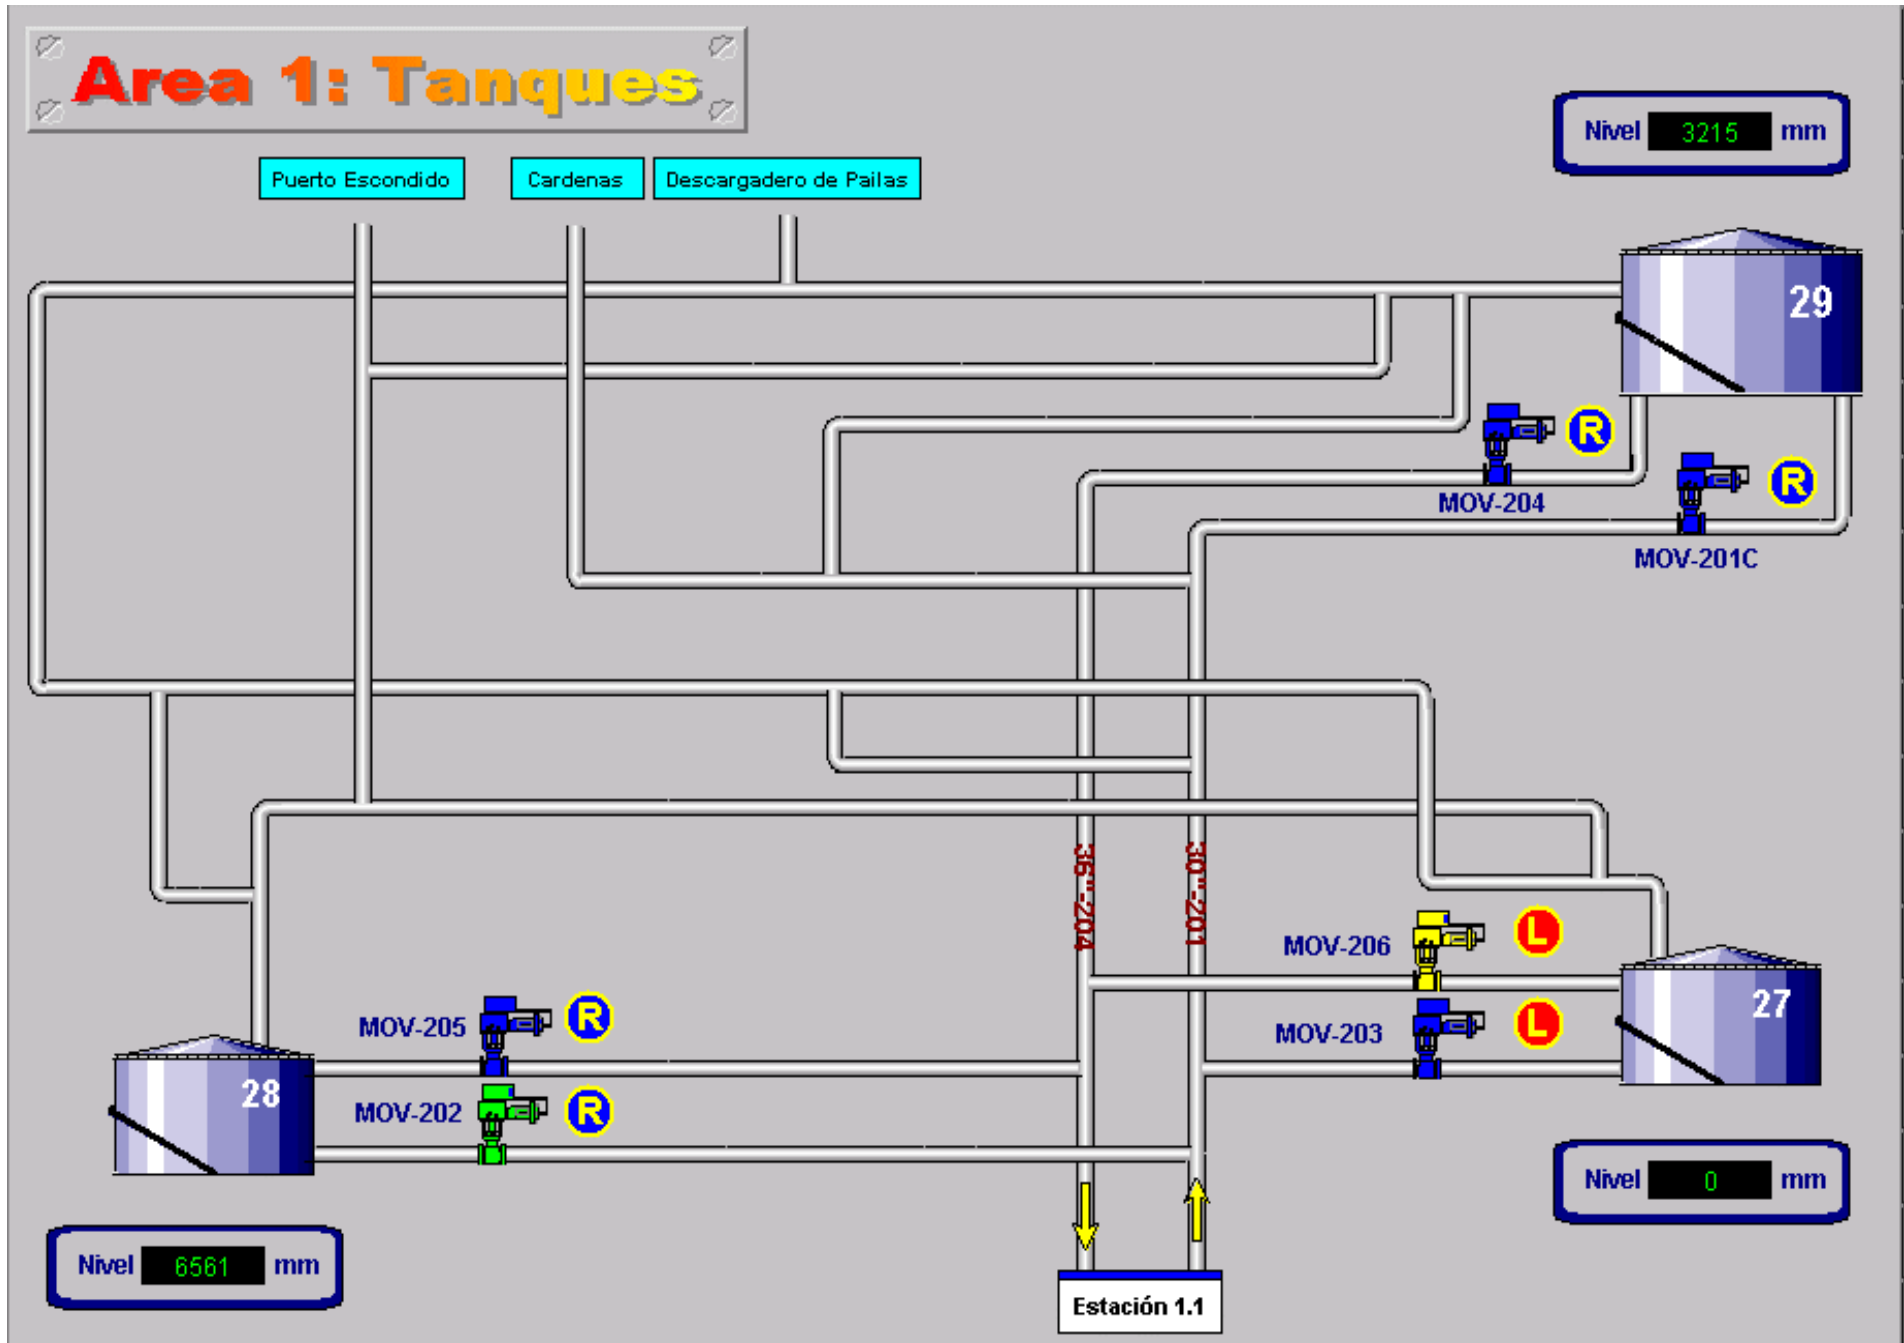 Area 1: Tanques
Nivel 3215 mm
Puerto Escondido
Cardenas
Descargadero de Pailas
29
R
MOV-204
R
MOV-201C
36"-204
30"-201
MOV-206
L
27
MOV-205
R
MOV-203
L
28
MOV-202
R
Nivel 0 mm
Nivel 6561 mm
Estación 1.1